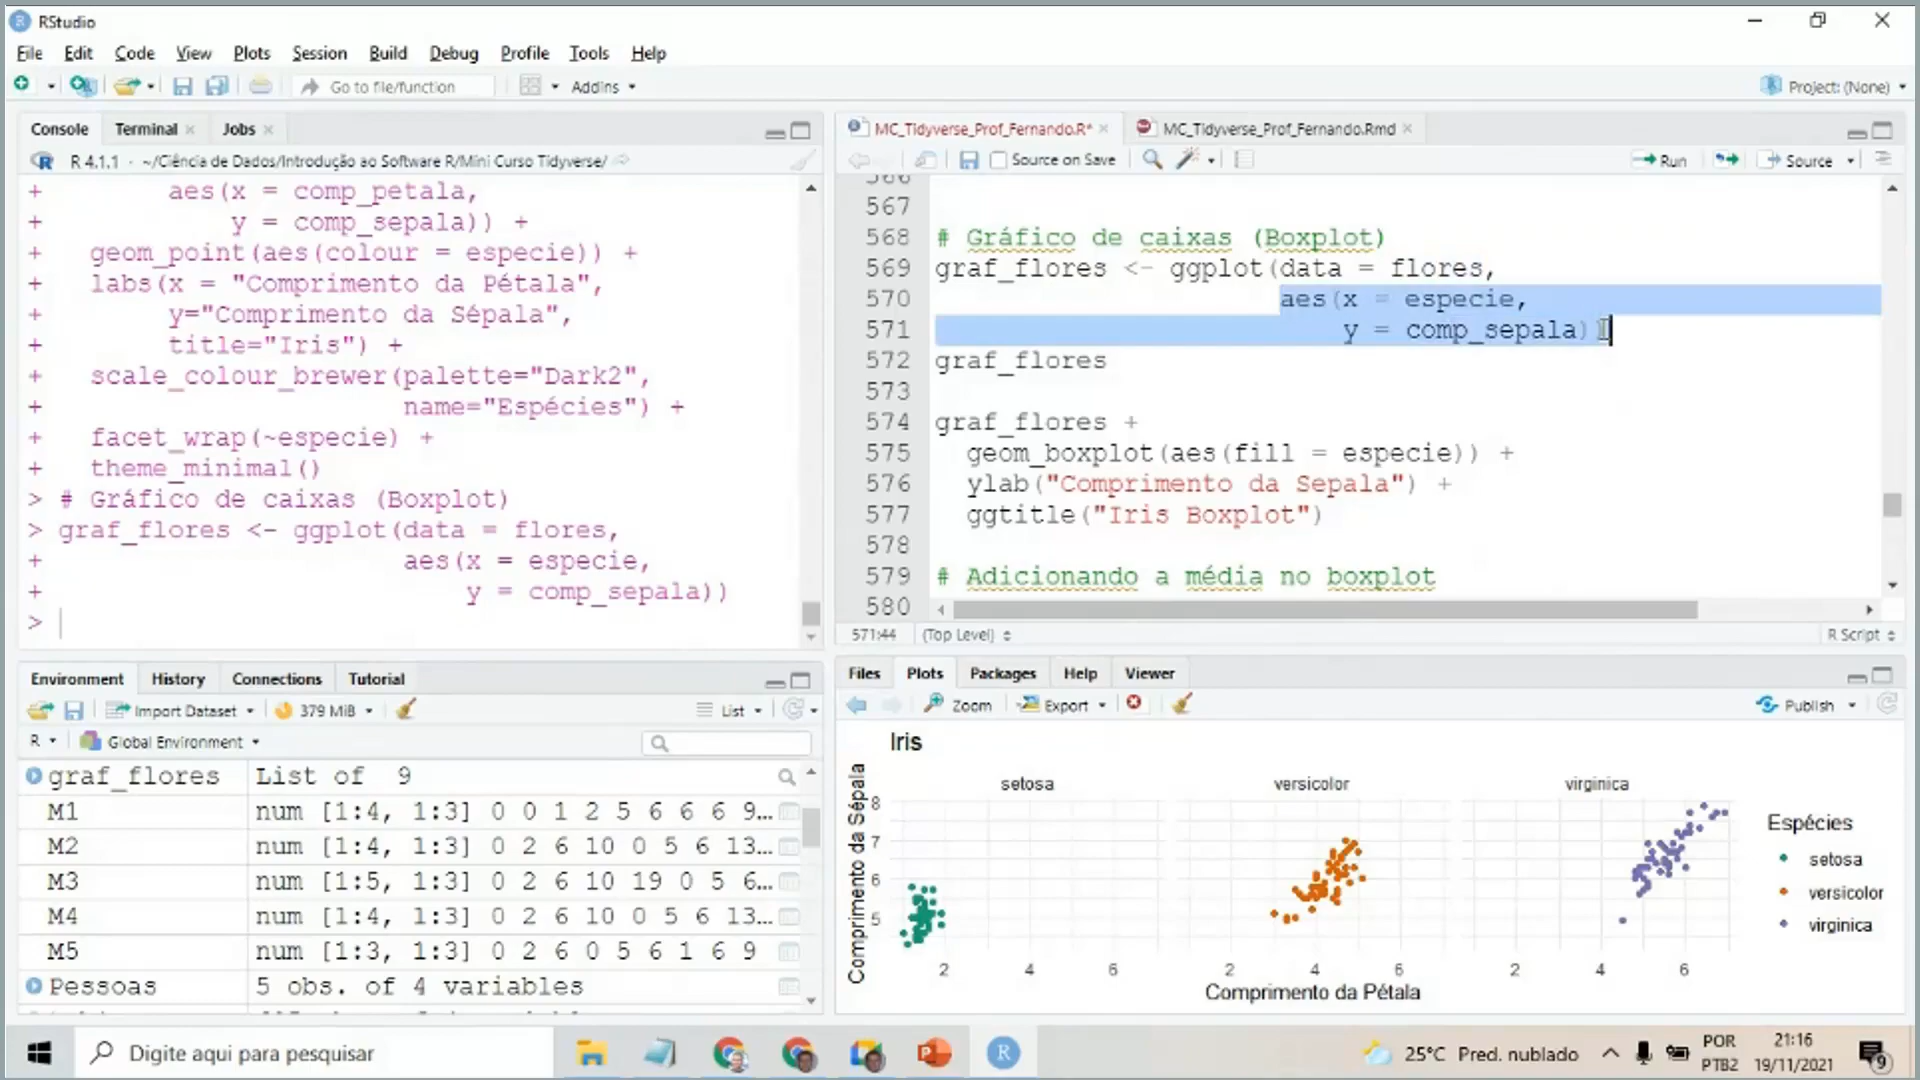 RStudio
File Edit Code View Plots Session Build Debug Profile Tools Help
Go to file/function Addins Project: (None)
Console Terminal Jobs
R 4.1.1 · ~/Ciência de Dados/Introdução ao Software R/Mini Curso Tidyverse/
+ aes(x = comp_petala,
+ y = comp_sepala)) +
+ geom_point(aes(colour = especie)) +
+ labs(x = "Comprimento da Pétala",
+ y="Comprimento da Sépala",
+ title="Iris") +
+ scale_colour_brewer(palette="Dark2",
+ name="Espécies") +
+ facet_wrap(~especie) +
+ theme_minimal()
> # Gráfico de caixas (Boxplot)
> graf_flores <- ggplot(data = flores,
+ aes(x = especie,
+ y = comp_sepala))
>
MC_Tidyverse_Prof_Fernando.R* MC_Tidyverse_Prof_Fernando.Rmd
Source on Save Run Source
566
567
568 # Gráfico de caixas (Boxplot)
569 graf_flores <- ggplot(data = flores,
570 aes(x = especie,
571 y = comp_sepala))
572 graf_flores
573
574 graf_flores +
575 geom_boxplot(aes(fill = especie)) +
576 ylab("Comprimento da Sepala") +
577 ggtitle("Iris Boxplot")
578
579 # Adicionando a média no boxplot
580
571:44 (Top Level) R Script
Environment History Connections Tutorial
Import Dataset 379 MiB List
R Global Environment
graf_flores List of 9
M1 num [1:4, 1:3] 0 0 1 2 5 6 6 6 9…
M2 num [1:4, 1:3] 0 2 6 10 0 5 6 13…
M3 num [1:5, 1:3] 0 2 6 10 19 0 5 6…
M4 num [1:4, 1:3] 0 2 6 10 0 5 6 13…
M5 num [1:3, 1:3] 0 2 6 0 5 6 1 6 9
Pessoas 5 obs. of 4 variables
Files Plots Packages Help Viewer
Zoom Export Publish
Iris
setosa versicolor virginica
Comprimento da Sépala
8
7
6
5
2 4 6 2 4 6 2 4 6
Comprimento da Pétala
Espécies
setosa
versicolor
virginica
Digite aqui para pesquisar
25°C Pred. nublado
POR
PTB2
21:16
19/11/2021
9